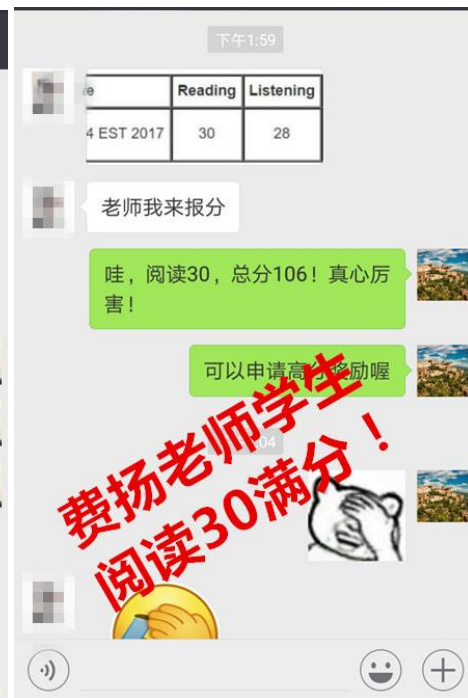 下午1:59
Reading Listening
4 EST 2017 30 28
老师我来报分
哇，阅读30，总分106！真心厉
害！
可以申请高分奖励喔
04
费扬老师学生
阅读30满分！